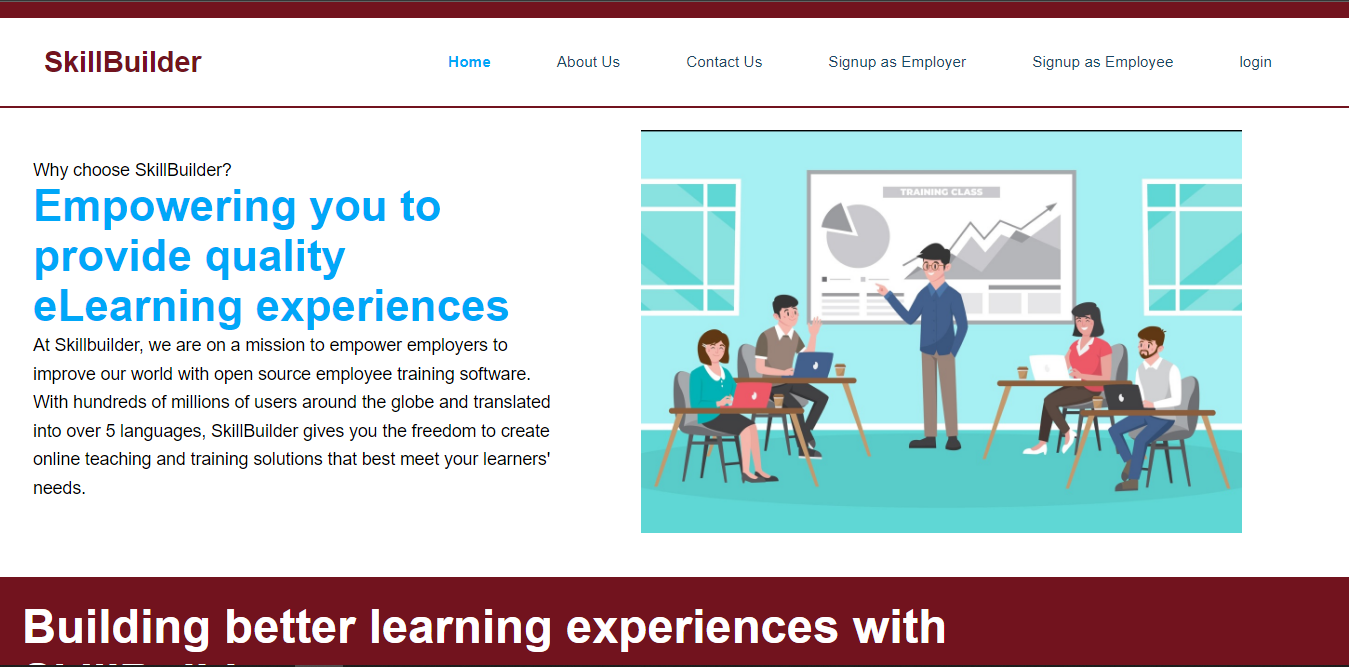 SkillBuilder
Home About Us Contact Us Signup as Employer Signup as Employee login
Why choose SkillBuilder?
Empowering you to
provide quality
eLearning experiences
At Skillbuilder, we are on a mission to empower employers to
improve our world with open source employee training software.
With hundreds of millions of users around the globe and translated
into over 5 languages, SkillBuilder gives you the freedom to create
online teaching and training solutions that best meet your learners'
needs.
TRAINING CLASS
Building better learning experiences with